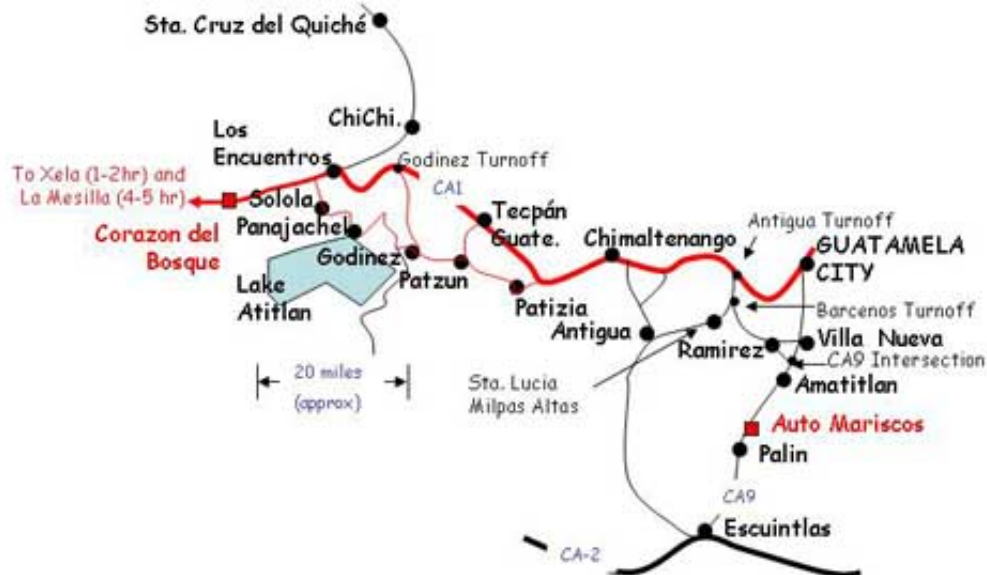 Sta. Cruz del Quiché
ChiChi.
Los
Encuentros
Godinez Turnoff
To Xela (1-2hr) and
La Mesilla (4-5 hr)
CA1
Solola
Panajachel
Tecpán
Guate.
Corazon del
Bosque
Chimaltenango
Antigua Turnoff
GUATAMELA
CITY
Godinez
Lake
Atitlan
Patzun
Patizia
Barcenos Turnoff
Antigua
Ramirez
Villa Nueva
CA9 Intersection
20 miles
(approx)
Sta. Lucia
Milpas Altas
Amatitlan
Auto Mariscos
Palin
CA9
Escuintlas
CA-2